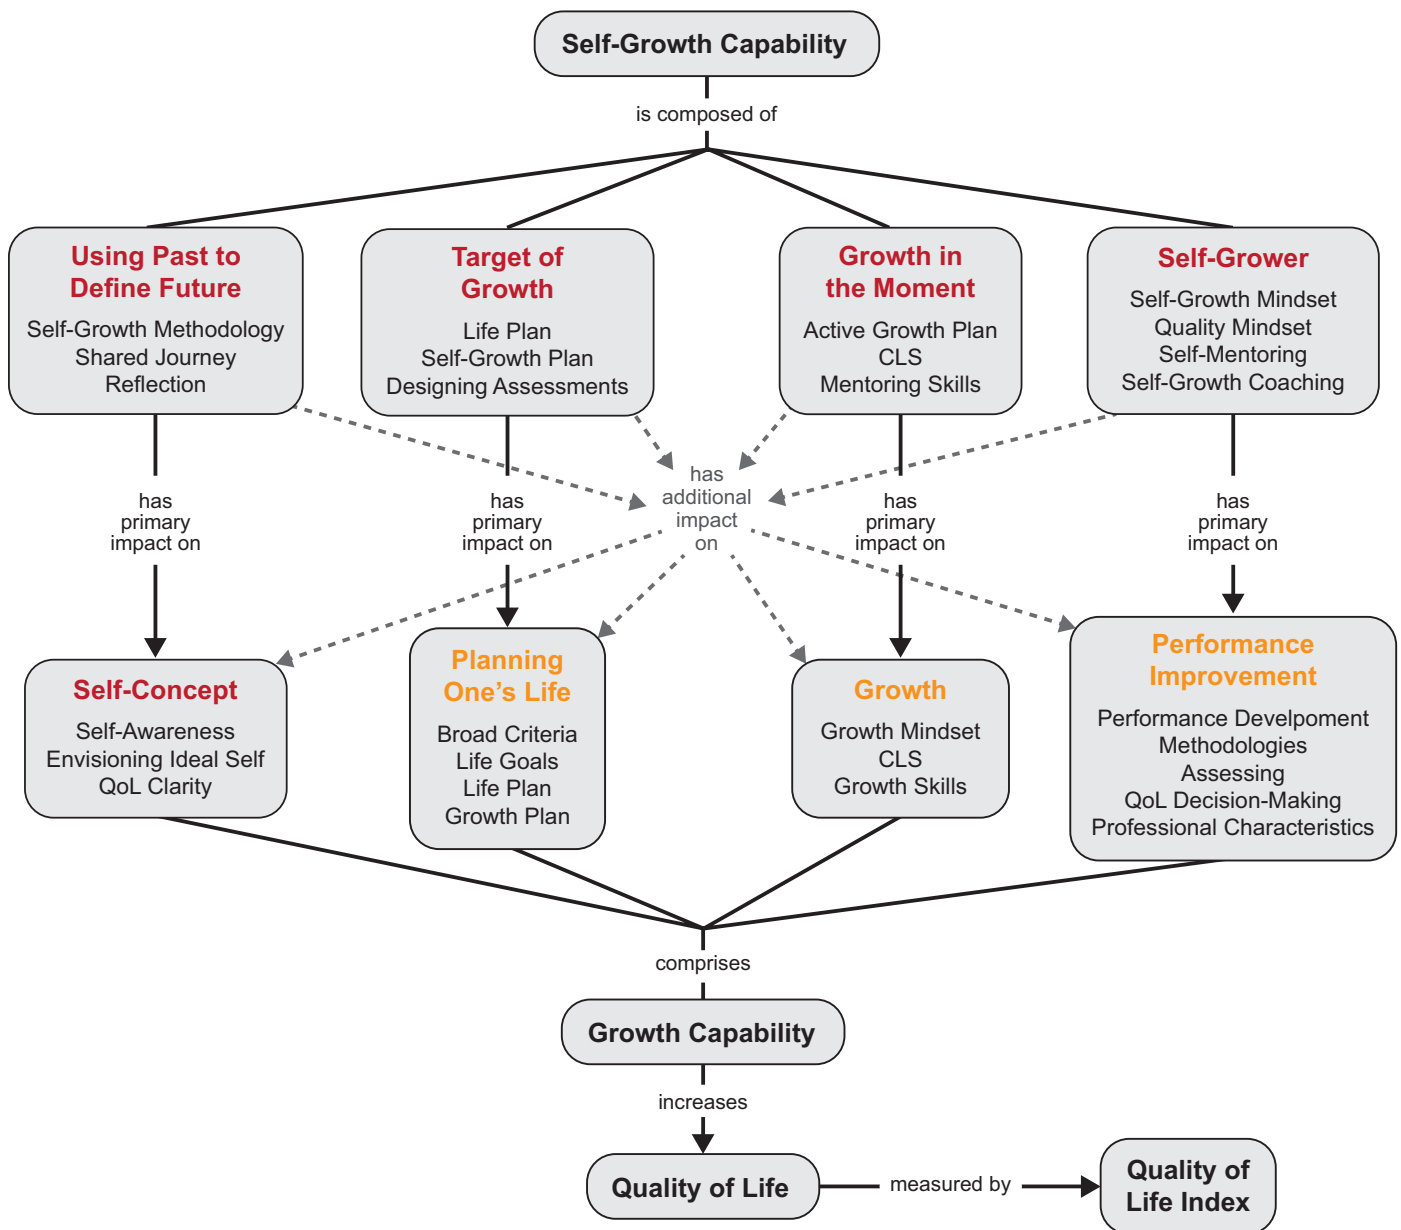 Self-Growth Capability
is composed of
Using Past to
Define Future
Self-Growth Methodology
Shared Journey
Reflection
Target of
Growth
Life Plan
Self-Growth Plan
Designing Assessments
Growth in
the Moment
Active Growth Plan
CLS
Mentoring Skills
Self-Grower
Self-Growth Mindset
Quality Mindset
Self-Mentoring
Self-Growth Coaching
has
primary
impact on
has
primary
impact on
has
additional
impact
on
has
primary
impact on
has
primary
impact on
Self-Concept
Self-Awareness
Envisioning Ideal Self
QoL Clarity
Planning
One’s Life
Broad Criteria
Life Goals
Life Plan
Growth Plan
Growth
Growth Mindset
CLS
Growth Skills
Performance
Improvement
Performance Develpoment
Methodologies
Assessing
QoL Decision-Making
Professional Characteristics
comprises
Growth Capability
increases
Quality of Life
measured by
Quality of
Life Index